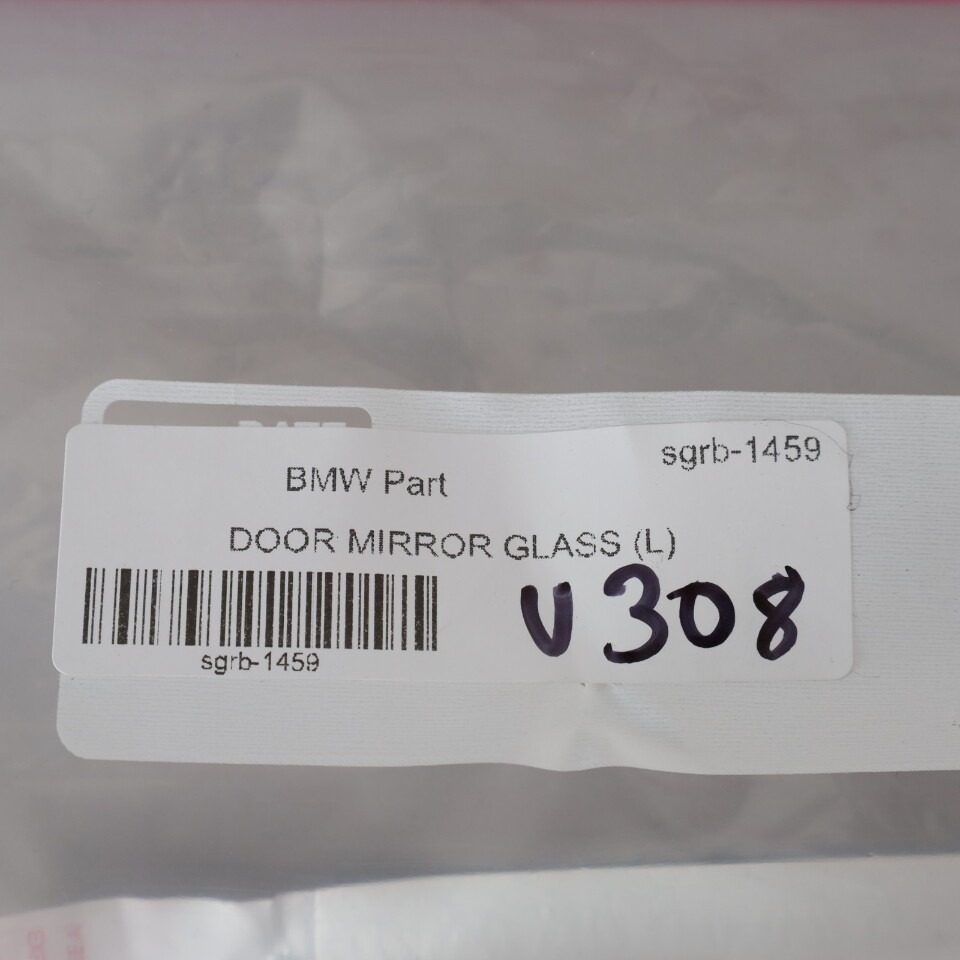 sgrb-1459
BMW Part
DOOR MIRROR GLASS (L)
V308
sgrb-1459